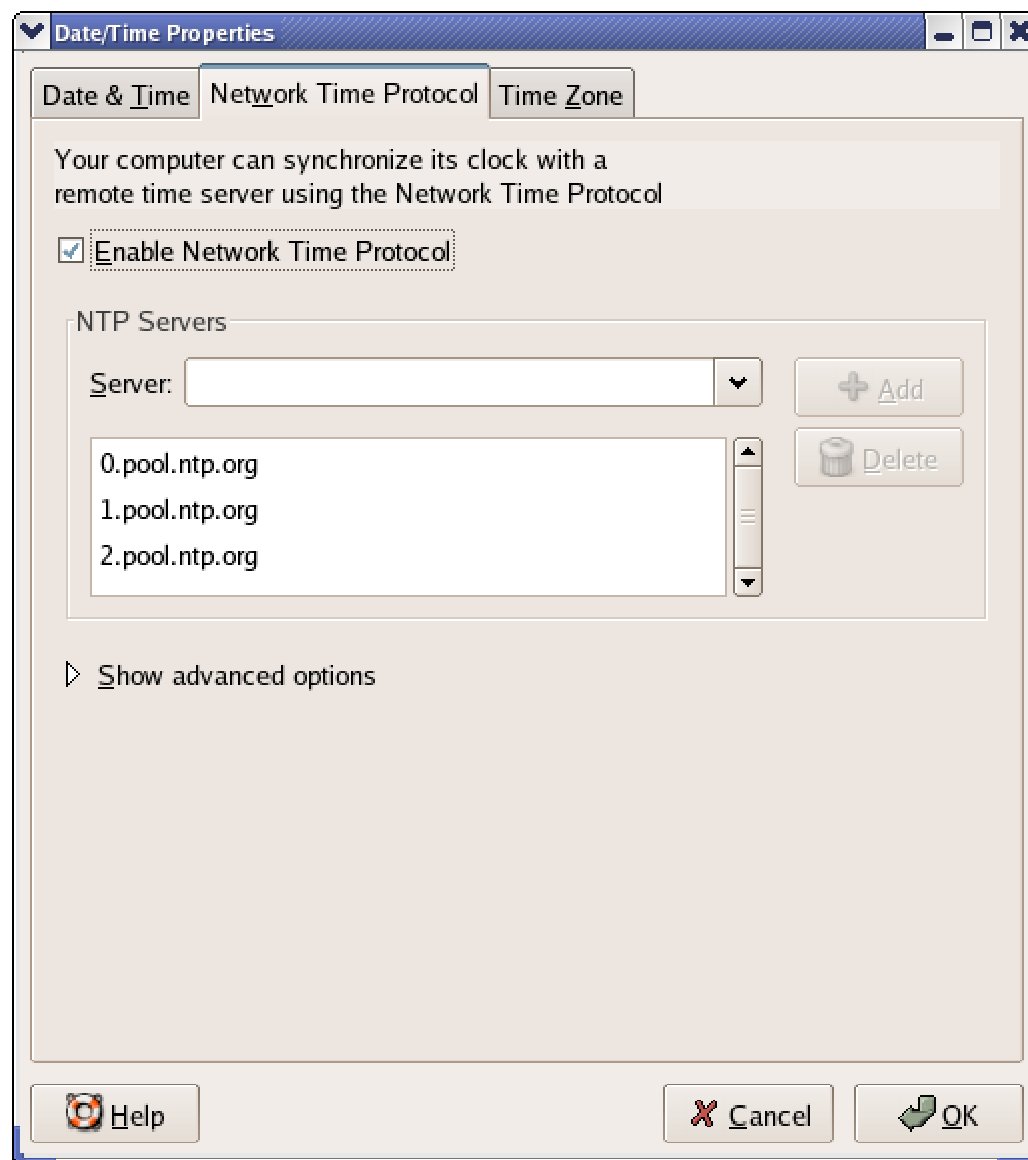 Date/Time Properties
Date & Time
Network Time Protocol
Time Zone
Your computer can synchronize its clock with a
remote time server using the Network Time Protocol
Enable Network Time Protocol
NTP Servers
Server:
Add
0.pool.ntp.org
1.pool.ntp.org
2.pool.ntp.org
Delete
Show advanced options
Help
Cancel
OK